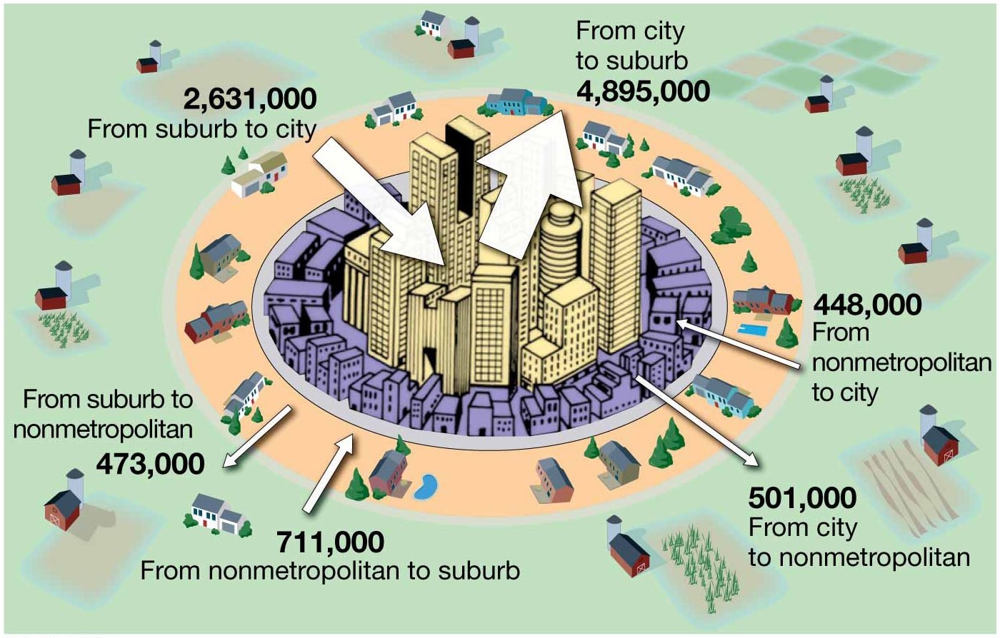 From city
to suburb
4,895,000
2,631,000
From suburb to city
448,000
From
nonmetropolitan
to city
From suburb to
nonmetropolitan
473,000
501,000
From city
to nonmetropolitan
711,000
From nonmetropolitan to suburb